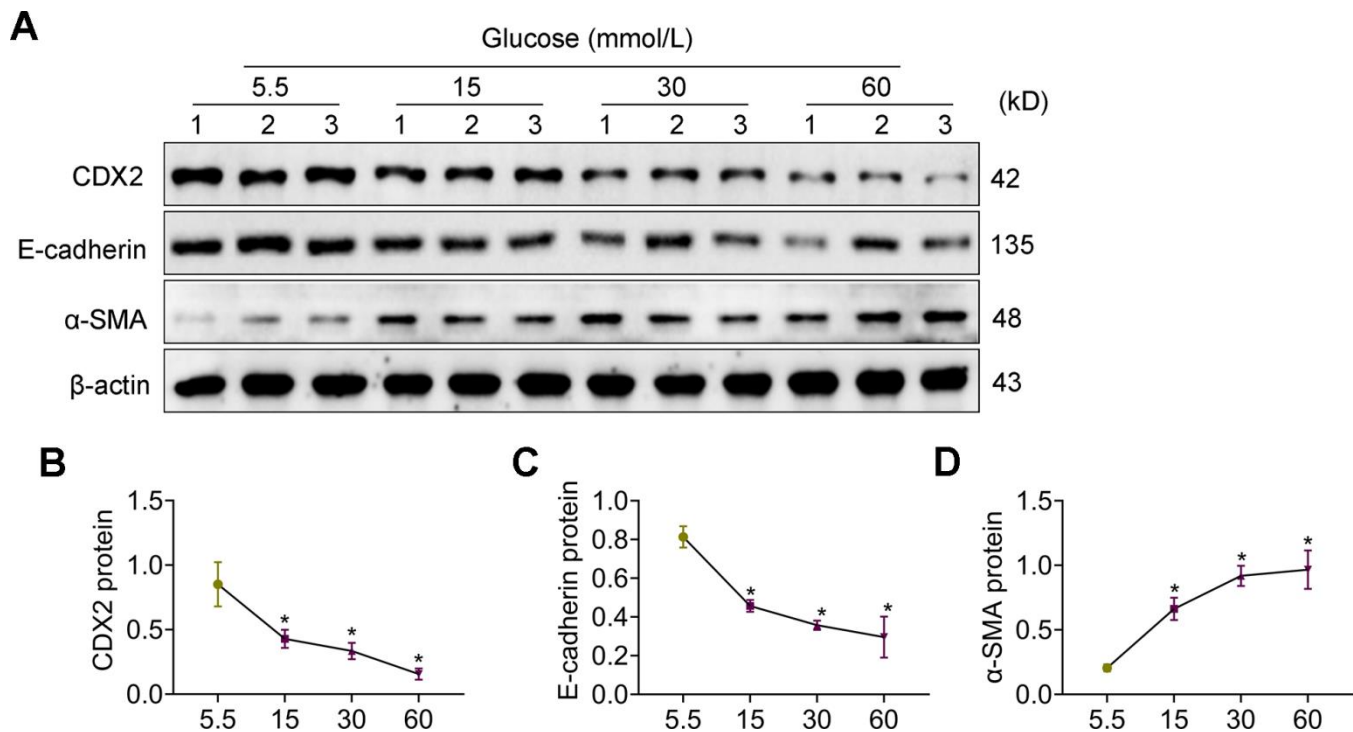 A
Glucose (mmol/L)
5.5 15 30 60 (kD)
1 2 3 1 2 3 1 2 3 1 2 3
CDX2 42
E-cadherin 135
α-SMA 48
β-actin 43
B
CDX2 protein
1.5
1.0
0.5
0.0
* * *
5.5 15 30 60
C
E-cadherin protein
1.0
0.8
0.6
0.4
0.2
0.0
* * *
5.5 15 30 60
D
α-SMA protein
1.5
1.0
0.5
0.0
* * *
5.5 15 30 60